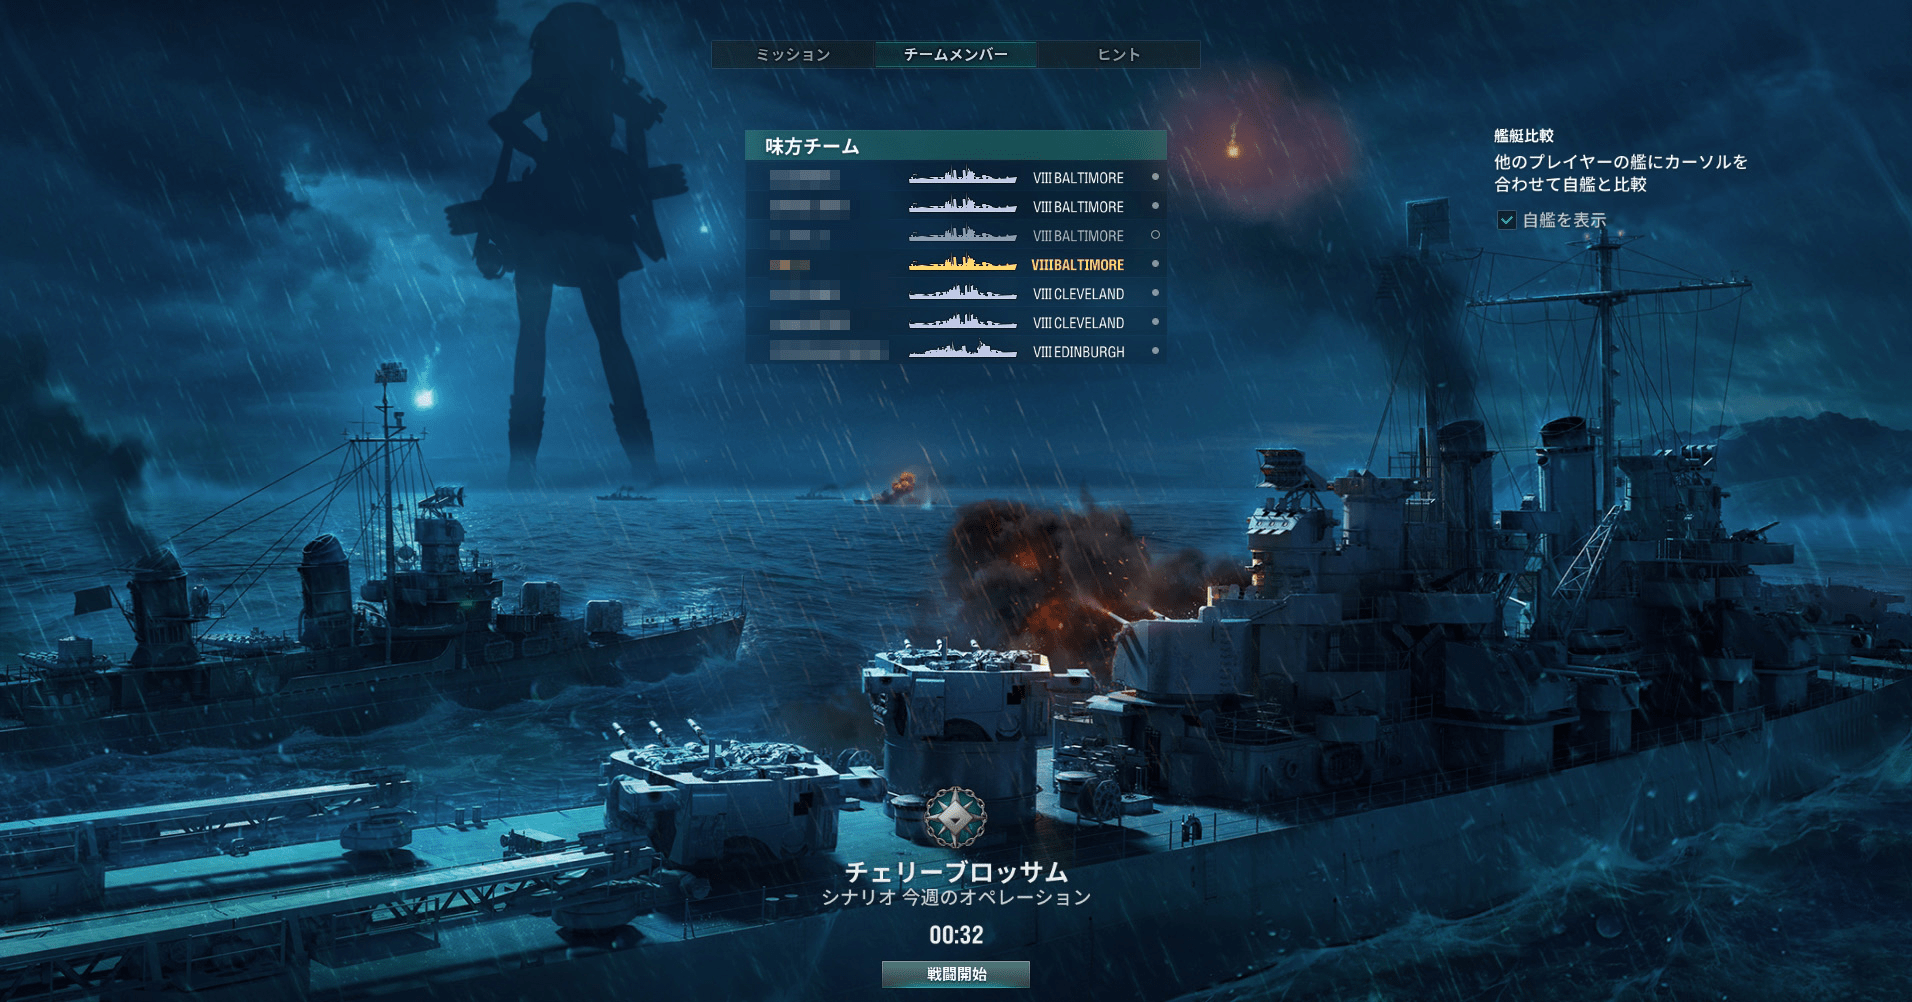 ミッション チームメンバー ヒント
味方チーム
VIII BALTIMORE
VIII BALTIMORE
VIII BALTIMORE
VIII BALTIMORE
VIII CLEVELAND
VIII CLEVELAND
VIII EDINBURGH
艦艇比較
他のプレイヤーの艦にカーソルを
合わせて自艦と比較
自艦を表示
チェリーブロッサム
シナリオ 今週のオペレーション
00:32
戦闘開始